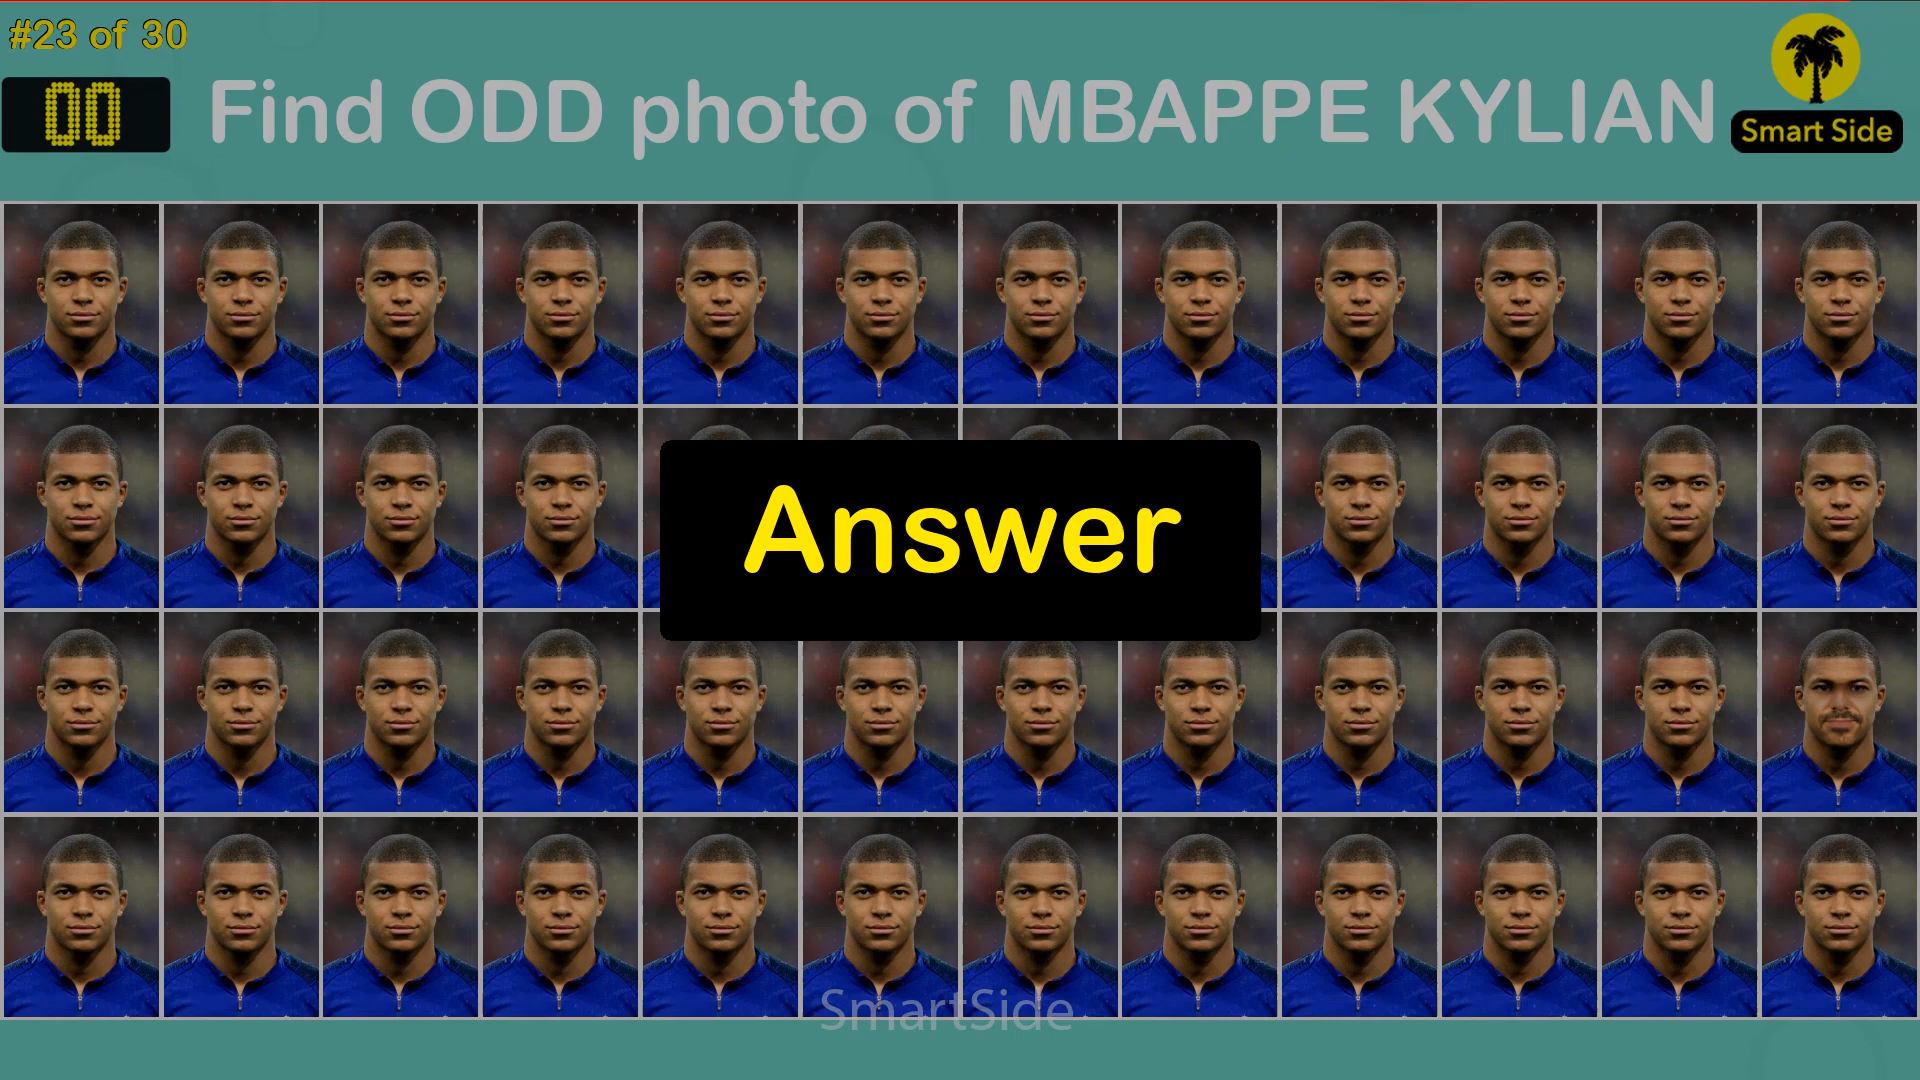 #23 of 30
00
Find ODD photo of MBAPPE KYLIAN
Smart Side
Answer
SmartSide